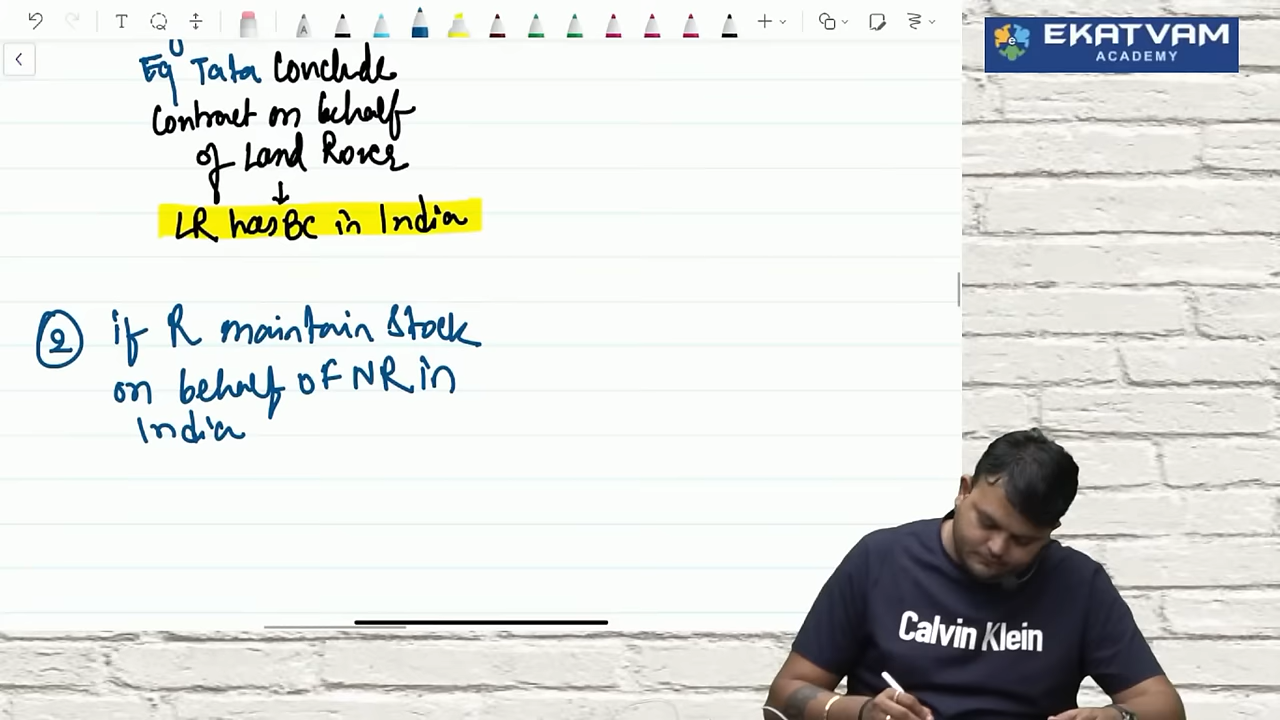 EKATVAM
ACADEMY
Eg Tata Conclude
Contract on behalf
of Land Rover
↓
LR has BC in India
② if R maintain Stock
on behalf of NR in
India
Calvin Klein